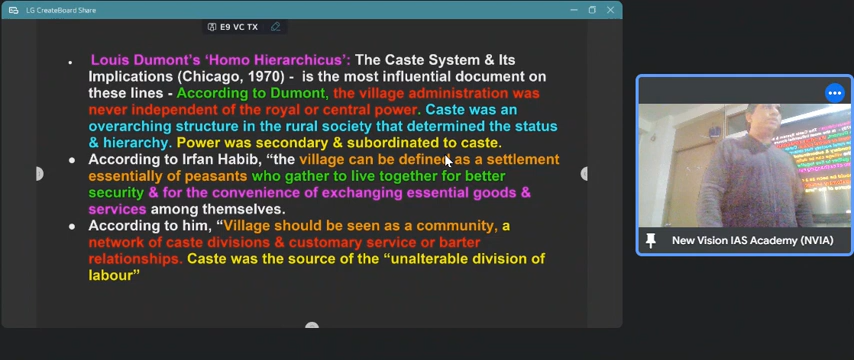 LG CreateBoard Share
E9 VC TX
• Louis Dumont's 'Homo Hierarchicus': The Caste System & Its
Implications (Chicago, 1970) - is the most influential document on
these lines - According to Dumont, the village administration was
never independent of the royal or central power. Caste was an
overarching structure in the rural society that determined the status
& hierarchy. Power was secondary & subordinated to caste.
● According to Irfan Habib, "the village can be defined as a settlement
essentially of peasants who gather to live together for better
security & for the convenience of exchanging essential goods &
services among themselves.
● According to him, "Village should be seen as a community, a
network of caste divisions & customary service or barter
relationships. Caste was the source of the "unalterable division of
labour"
New Vision IAS Academy (NVIA)